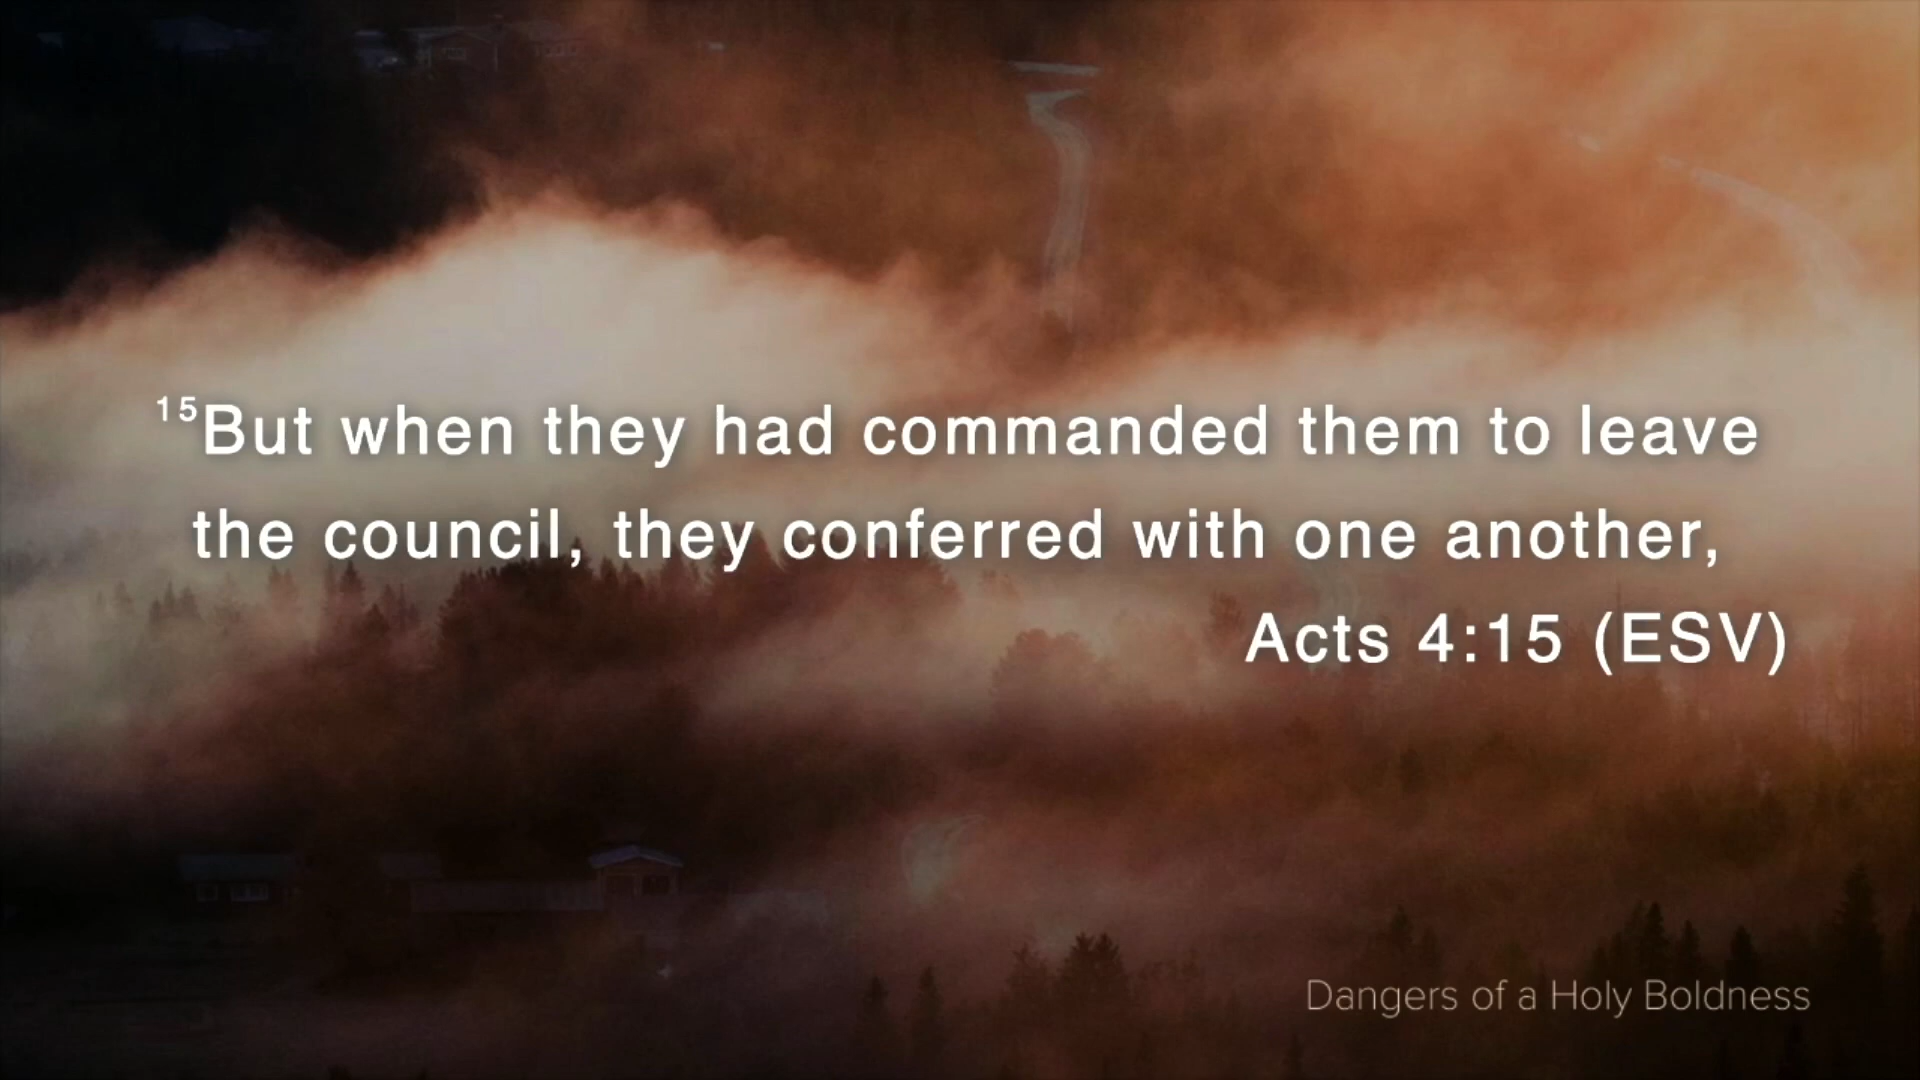 ¹⁵But when they had commanded them to leave
the council, they conferred with one another,
Acts 4:15 (ESV)
Dangers of a Holy Boldness